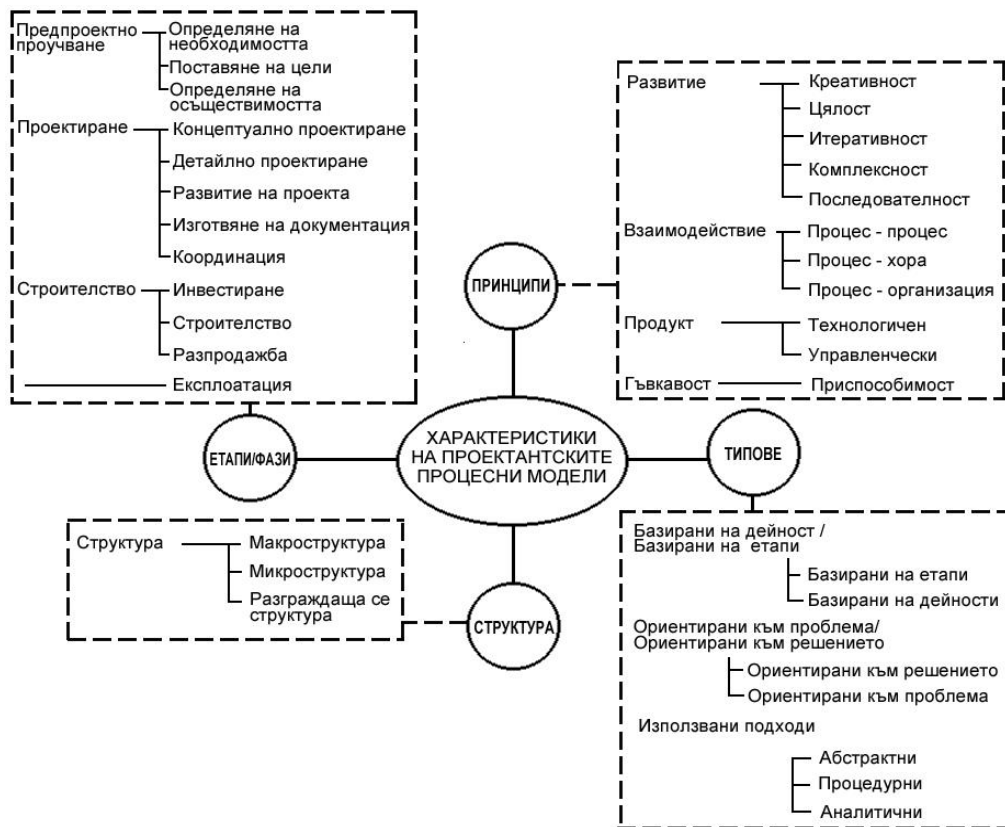 Предпроектно
проучване
Определяне на
необходимостта
Поставяне на цели
Определяне на
осъществимостта
Проектиране
Концептуално проектиране
Детайлно проектиране
Развитие на проекта
Изготвяне на документация
Координация
Строителство
Инвестиране
Строителство
Разпродажба
Експлоатация
ЕТАПИ/ФАЗИ
ПРИНЦИПИ
Развитие
Креативност
Цялост
Итеративност
Комплексност
Последователност
Взаимодействие
Процес - процес
Процес - хора
Процес - организация
Продукт
Технологичен
Управленчески
Гъвкавост
Приспособимост
ХАРАКТЕРИСТИКИ
НА ПРОЕКТАНТСКИТЕ
ПРОЦЕСНИ МОДЕЛИ
ТИПОВЕ
Структура
Макроструктура
Микроструктура
Разграждаща се
структура
СТРУКТУРА
Базирани на дейност /
Базирани на етапи
Базирани на етапи
Базирани на дейности
Ориентирани към проблема/
Ориентирани към решението
Ориентирани към решението
Ориентирани към проблема
Използвани подходи
Абстрактни
Процедурни
Аналитични